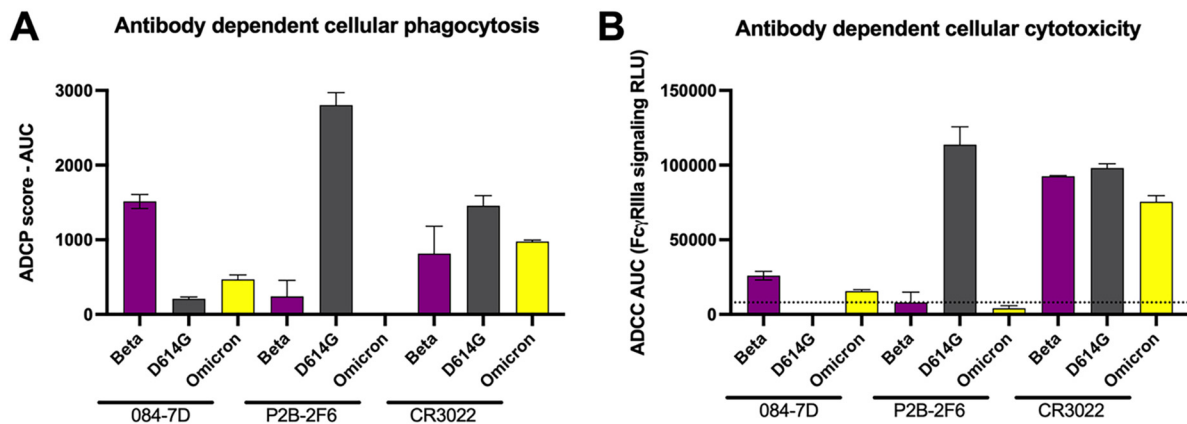 A
Antibody dependent cellular phagocytosis
ADCP score - AUC
3000
2000
1000
0
Beta
D614G
Omicron
Beta
D614G
Omicron
Beta
D614G
Omicron
084-7D
P2B-2F6
CR3022
B
Antibody dependent cellular cytotoxicity
ADCC AUC (FcγRIIIa signaling RLU)
150000
100000
50000
0
Beta
D614G
Omicron
Beta
D614G
Omicron
Beta
D614G
Omicron
084-7D
P2B-2F6
CR3022